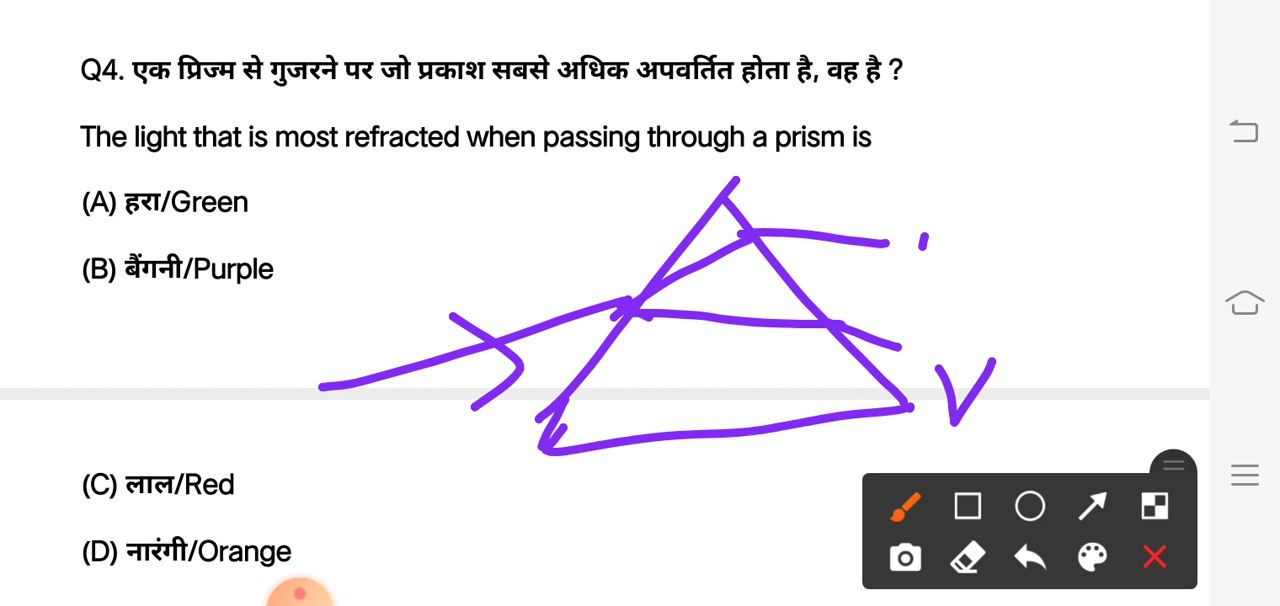 Q4. एक प्रिज्म से गुजरने पर जो प्रकाश सबसे अधिक अपवर्तित होता है, वह है ?
The light that is most refracted when passing through a prism is
(A) हरा/Green
(B) बैंगनी/Purple
V
(C) लाल/Red
(D) नारंगी/Orange